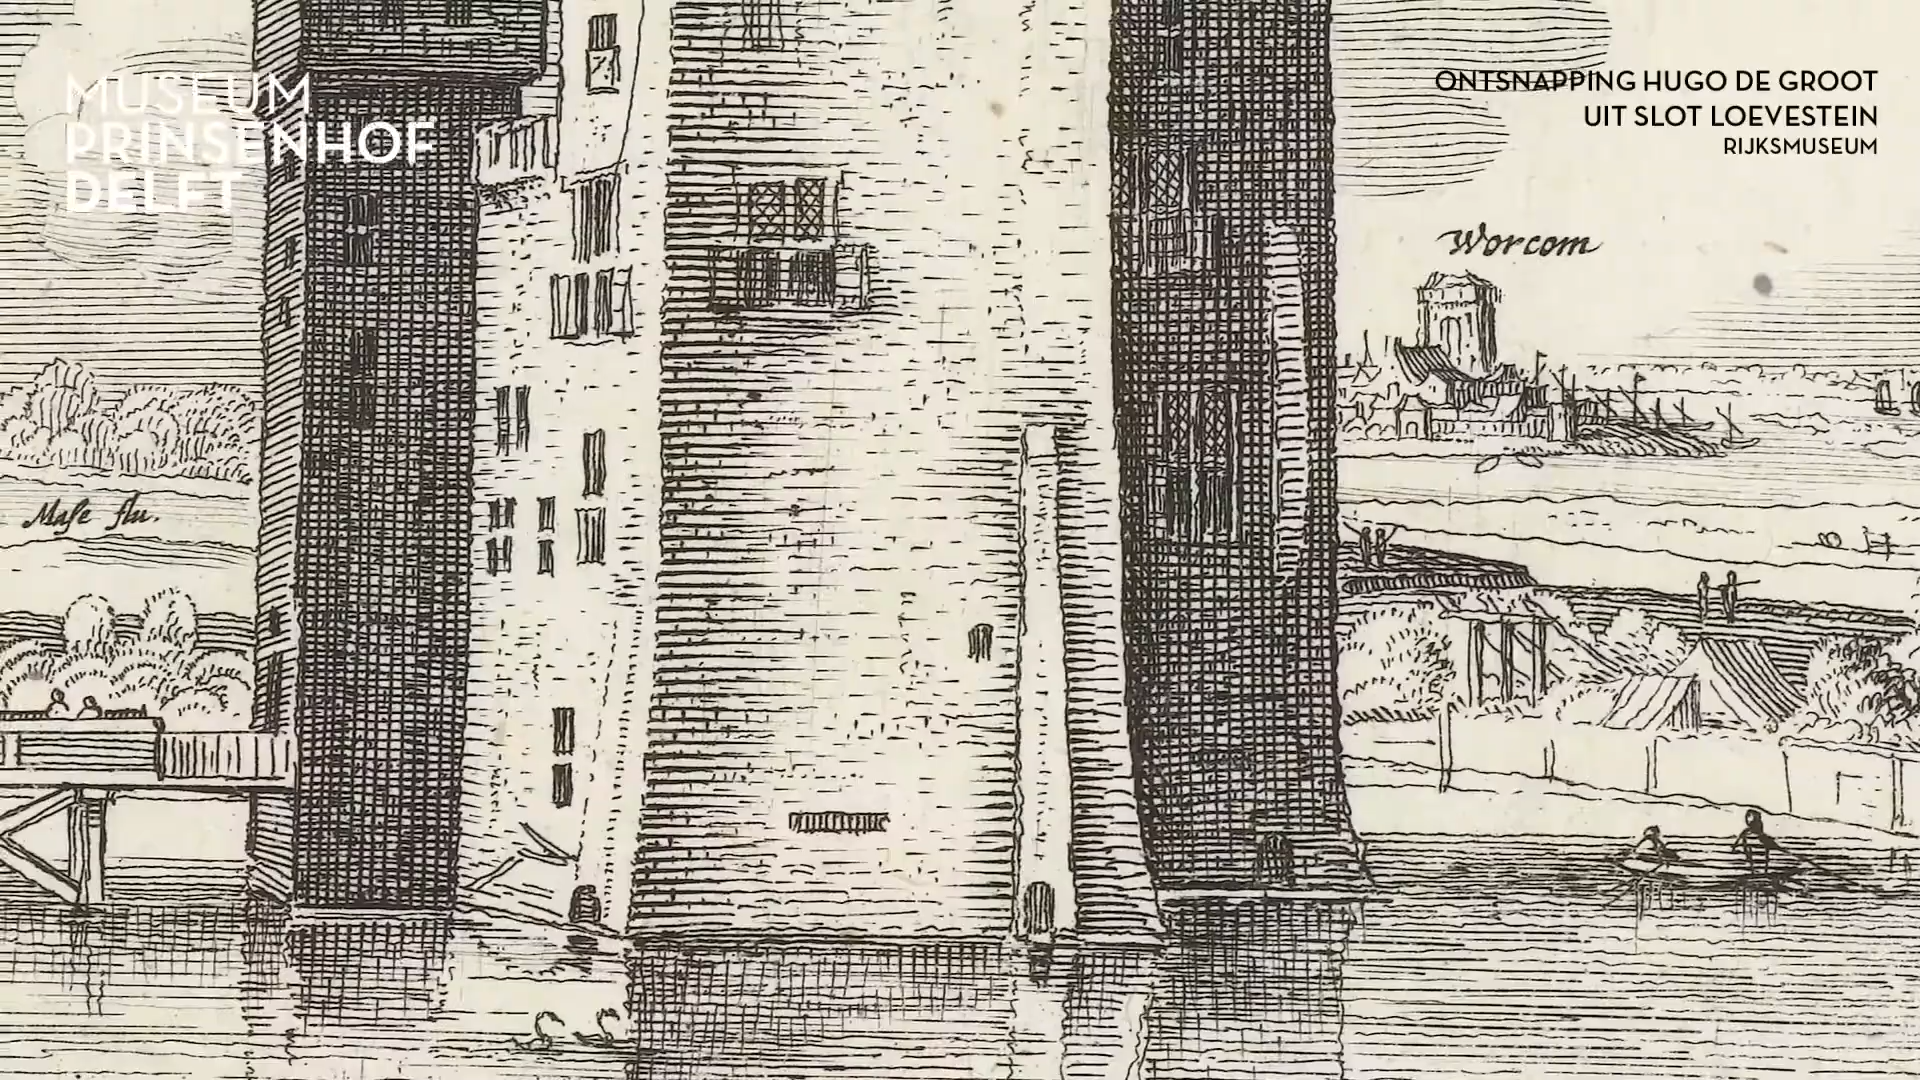 MUSEUM
PRINSENHOF
DELFT
ONTSNAPPING HUGO DE GROOT
UIT SLOT LOEVESTEIN
RIJKSMUSEUM
Worcom
Maſe flu.